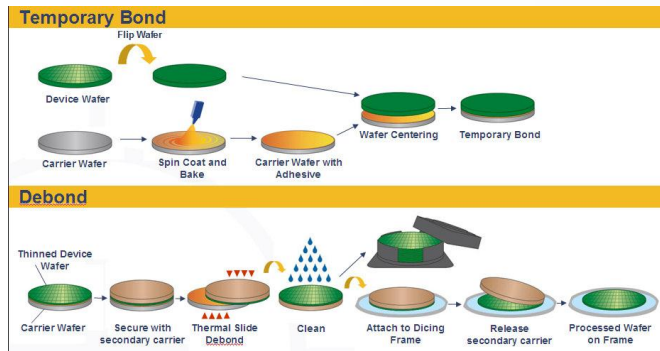 Temporary Bond
Flip Wafer
Device Wafer
Carrier Wafer
Spin Coat and
Bake
Carrier Wafer with
Adhesive
Wafer Centering
Temporary Bond
Debond
Thinned Device
Wafer
Carrier Wafer
Secure with
secondary carrier
Thermal Slide
Debond
Clean
Attach to Dicing
Frame
Release
secondary carrier
Processed Wafer
on Frame